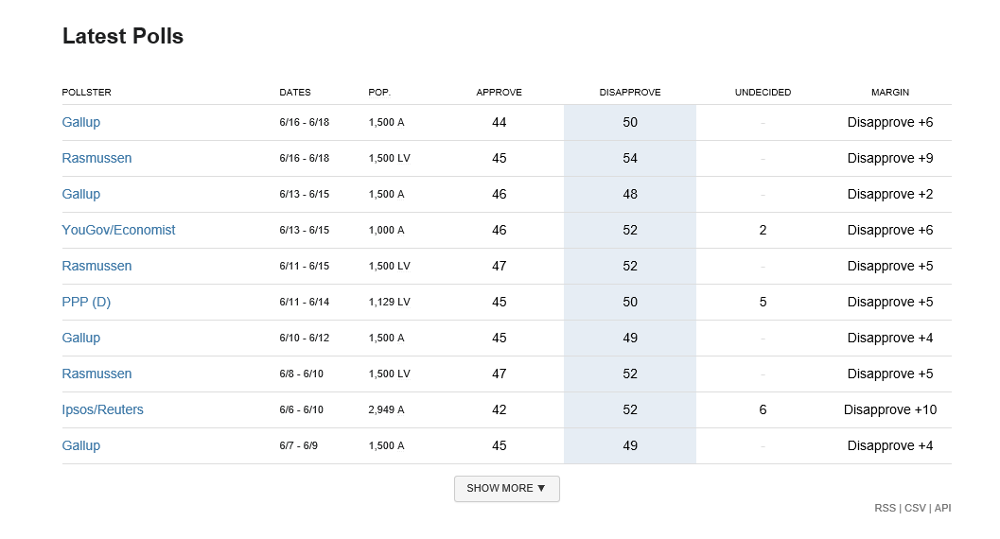 Latest Polls
POLLSTER DATES POP. APPROVE DISAPPROVE UNDECIDED MARGIN
Gallup 6/16 - 6/18 1,500 A 44 50 - Disapprove +6
Rasmussen 6/16 - 6/18 1,500 LV 45 54 - Disapprove +9
Gallup 6/13 - 6/15 1,500 A 46 48 - Disapprove +2
YouGov/Economist 6/13 - 6/15 1,000 A 46 52 2 Disapprove +6
Rasmussen 6/11 - 6/15 1,500 LV 47 52 - Disapprove +5
PPP (D) 6/11 - 6/14 1,129 LV 45 50 5 Disapprove +5
Gallup 6/10 - 6/12 1,500 A 45 49 - Disapprove +4
Rasmussen 6/8 - 6/10 1,500 LV 47 52 - Disapprove +5
Ipsos/Reuters 6/6 - 6/10 2,949 A 42 52 6 Disapprove +10
Gallup 6/7 - 6/9 1,500 A 45 49 - Disapprove +4
SHOW MORE ▼
RSS | CSV | API